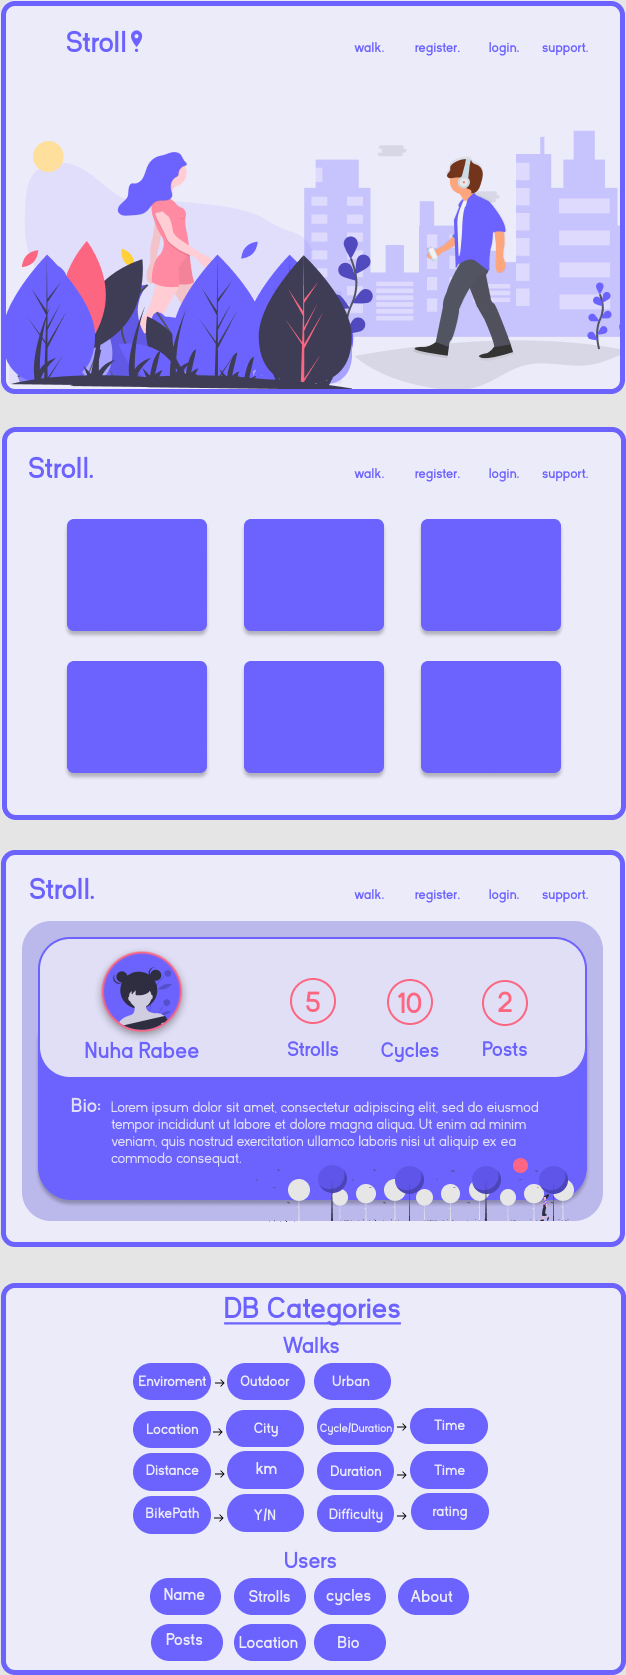 Stroll
walk. register. login. support.
Stroll.
walk. register. login. support.
Stroll.
walk. register. login. support.
5 10 2
Nuha Rabee Strolls Cycles Posts
Bio: Lorem ipsum dolor sit amet, consectetur adipiscing elit, sed do eiusmod
tempor incididunt ut labore et dolore magna aliqua. Ut enim ad minim
veniam, quis nostrud exercitation ullamco laboris nisi ut aliquip ex ea
commodo consequat.
DB Categories
Walks
Enviroment → Outdoor Urban
Location → City Cycle/Duration → Time
Distance → km Duration → Time
BikePath → Y/N Difficulty → rating
Users
Name Strolls cycles About
Posts Location Bio